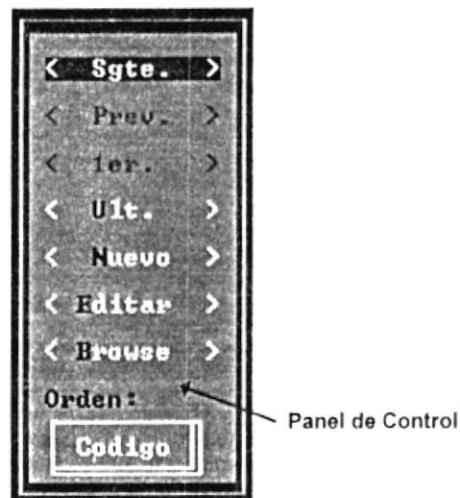 < Sgte. >
< Prev. >
< 1er. >
< Ult. >
< Nuevo >
< Editar >
< Browse >
Orden:
Codigo
Panel de Control